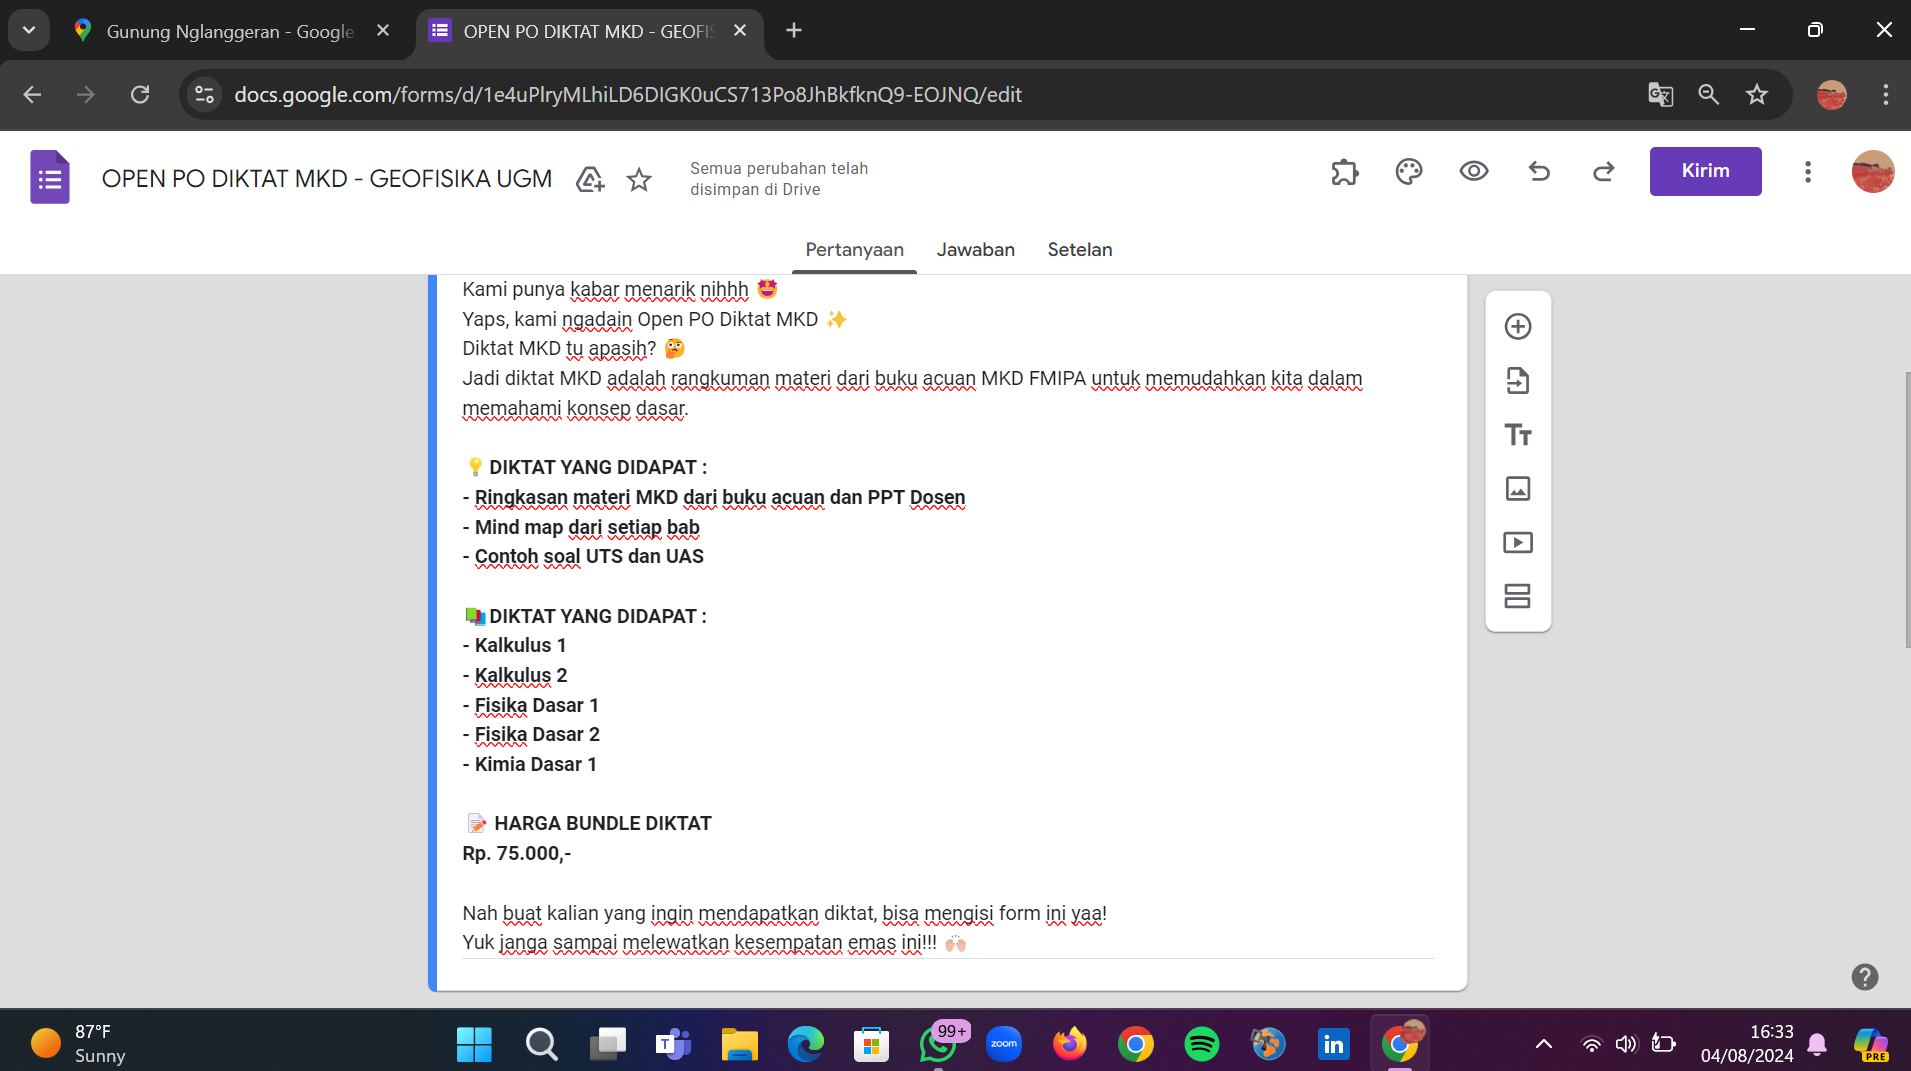 Gunung Nglanggeran - Google
OPEN PO DIKTAT MKD - GEOFIS
docs.google.com/forms/d/1e4uPlryMLhiLD6DIGK0uCS713Po8JhBkfknQ9-EOJNQ/edit
OPEN PO DIKTAT MKD - GEOFISIKA UGM
Semua perubahan telah
disimpan di Drive
Kirim
Pertanyaan Jawaban Setelan
Kami punya kabar menarik nihhh 🤩
Yaps, kami ngadain Open PO Diktat MKD ✨
Diktat MKD tu apasih? 🤔
Jadi diktat MKD adalah rangkuman materi dari buku acuan MKD FMIPA untuk memudahkan kita dalam
memahami konsep dasar.
💡 DIKTAT YANG DIDAPAT :
- Ringkasan materi MKD dari buku acuan dan PPT Dosen
- Mind map dari setiap bab
- Contoh soal UTS dan UAS
📚 DIKTAT YANG DIDAPAT :
- Kalkulus 1
- Kalkulus 2
- Fisika Dasar 1
- Fisika Dasar 2
- Kimia Dasar 1
📝 HARGA BUNDLE DIKTAT
Rp. 75.000,-
Nah buat kalian yang ingin mendapatkan diktat, bisa mengisi form ini yaa!
Yuk janga sampai melewatkan kesempatan emas ini!!! 🙌🏻
87°F
Sunny
99+
zoom
in
16:33
04/08/2024
PRE